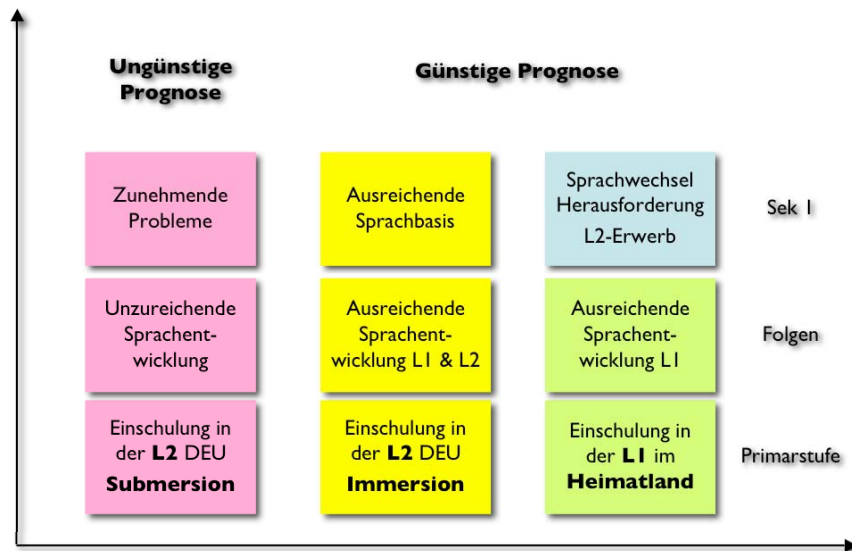 Ungünstige
Prognose
Günstige Prognose
Zunehmende
Probleme
Ausreichende
Sprachbasis
Sprachwechsel
Herausforderung
L2-Erwerb
Sek 1
Unzureichende
Sprachent-
wicklung
Ausreichende
Sprachent-
wicklung L1 & L2
Ausreichende
Sprachent-
wicklung L1
Folgen
Einschulung in
der L2 DEU
Submersion
Einschulung in
der L2 DEU
Immersion
Einschulung in
der L1 im
Heimatland
Primarstufe